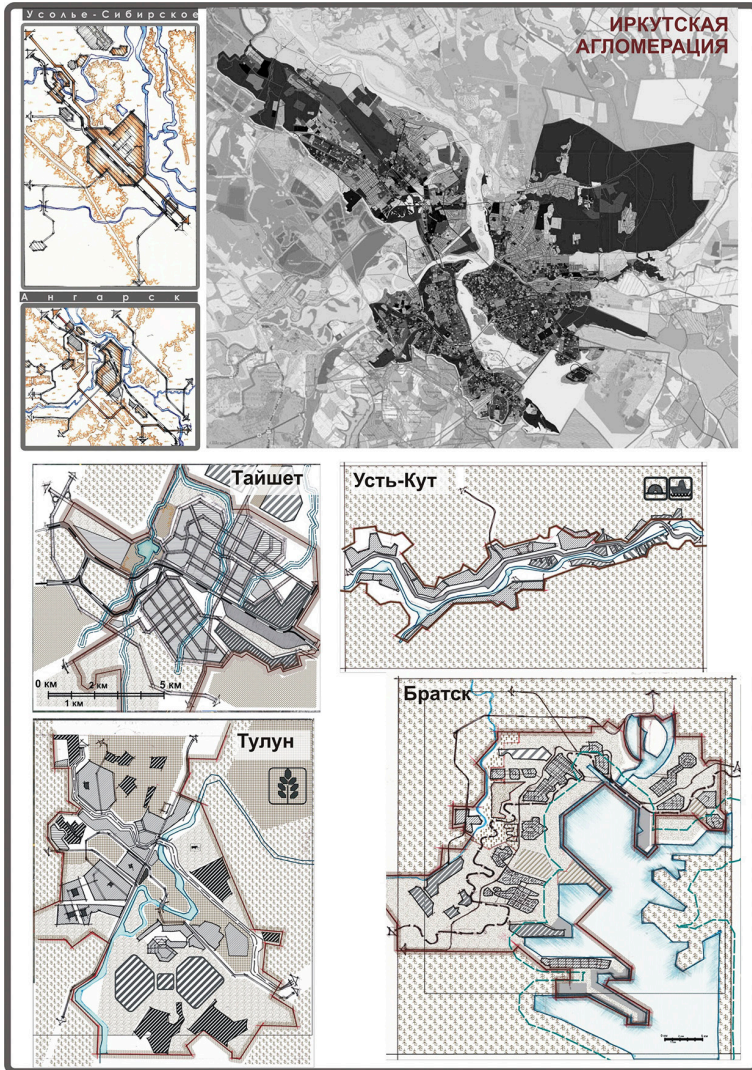 Усолье-Сибирское
ИРКУТСКАЯ
АГЛОМЕРАЦИЯ
Ангарск
Тайшет
Усть-Кут
0 км
2 км
5 км
1 км
Братск
Тулун